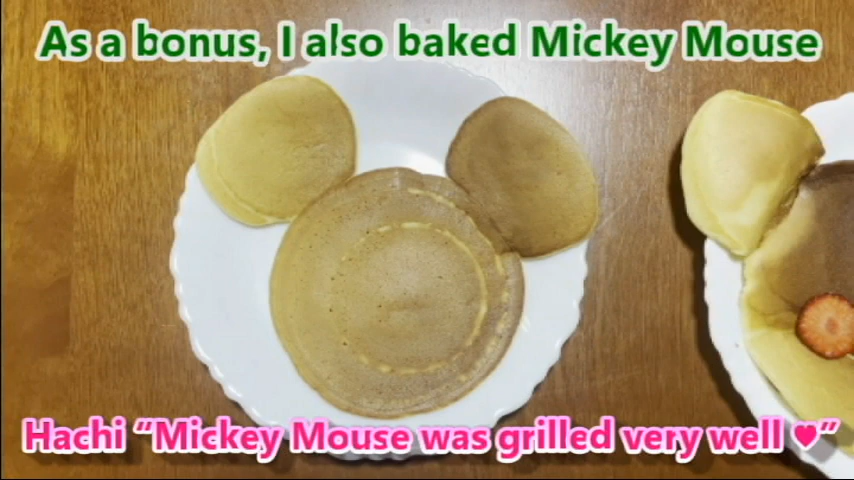 As a bonus, I also baked Mickey Mouse
Hachi “Mickey Mouse was grilled very well ♥”